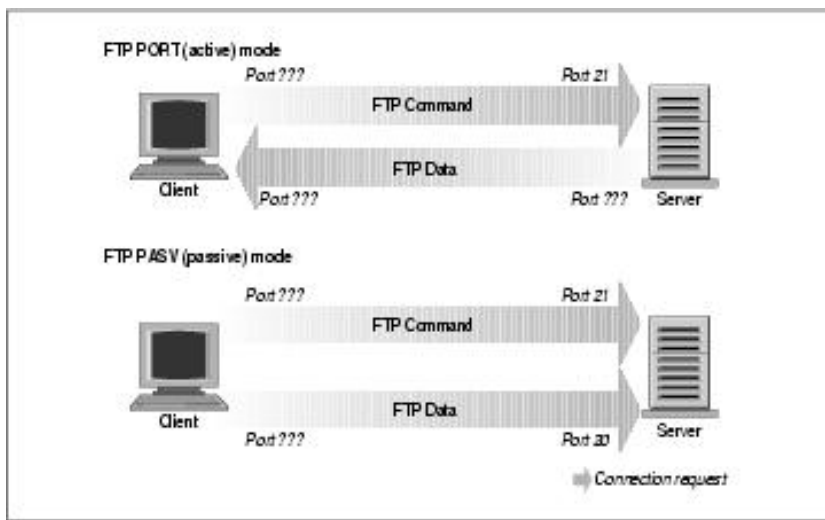 FTP PORT (active) mode
Port ???
Port 21
FTP Command
FTP Data
Client
Port ???
Port ???
Server
FTP PASV (passive) mode
Port ???
Port 21
FTP Command
FTP Data
Client
Server
Port ???
Port
Connection request